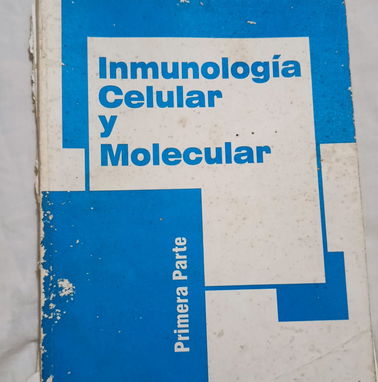 Inmunología
Celular
y
Molecular
Primera Parte